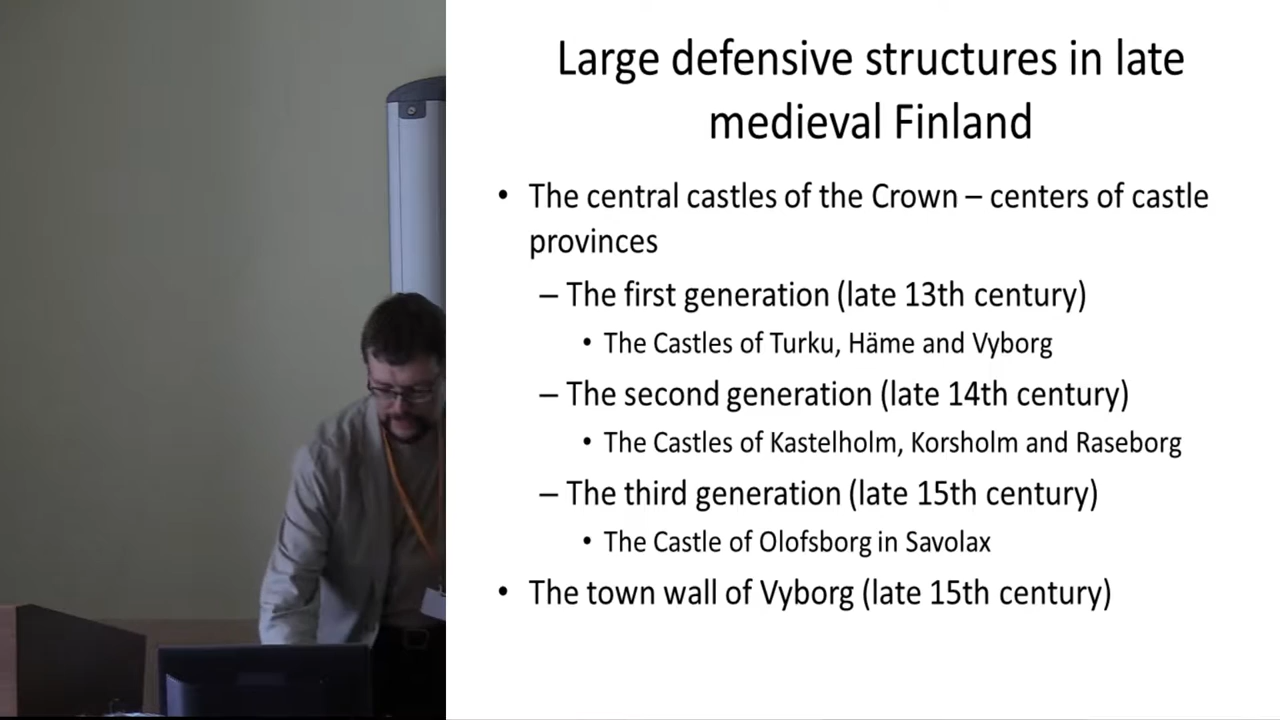 Large defensive structures in late
medieval Finland
• The central castles of the Crown – centers of castle
provinces
– The first generation (late 13th century)
• The Castles of Turku, Häme and Vyborg
– The second generation (late 14th century)
• The Castles of Kastelholm, Korsholm and Raseborg
– The third generation (late 15th century)
• The Castle of Olofsborg in Savolax
• The town wall of Vyborg (late 15th century)